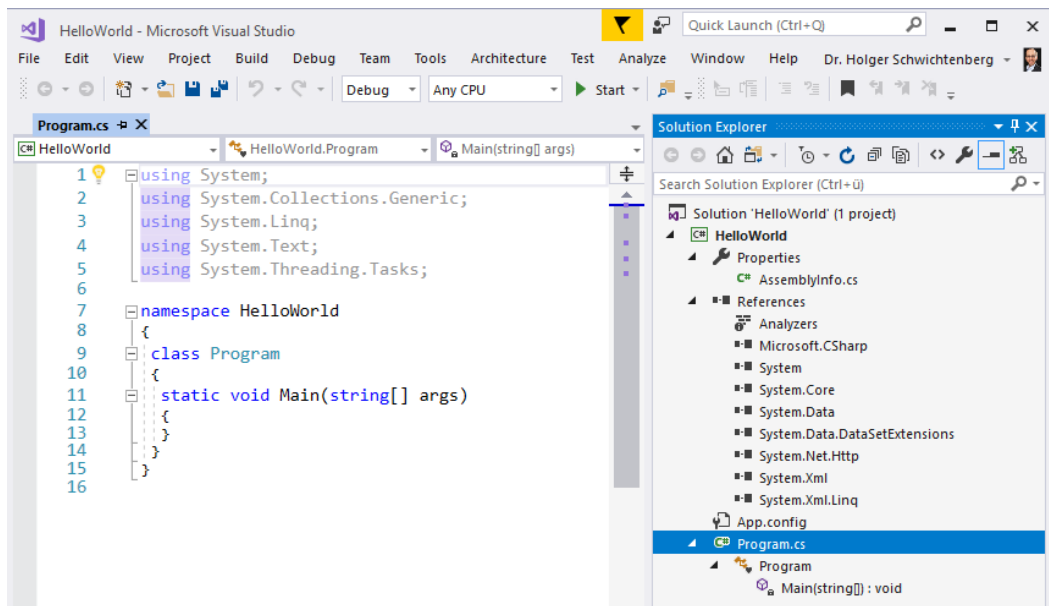 HelloWorld - Microsoft Visual Studio
Quick Launch (Ctrl+Q)
File Edit View Project Build Debug Team Tools Architecture Test Analyze Window Help Dr. Holger Schwichtenberg
Debug Any CPU Start
Program.cs
C# HelloWorld HelloWorld.Program Main(string[] args)
1 using System;
2 using System.Collections.Generic;
3 using System.Linq;
4 using System.Text;
5 using System.Threading.Tasks;
6
7 namespace HelloWorld
8 {
9 class Program
10 {
11 static void Main(string[] args)
12 {
13 }
14 }
15 }
16
Solution Explorer
Search Solution Explorer (Ctrl+ü)
Solution 'HelloWorld' (1 project)
C# HelloWorld
Properties
C# AssemblyInfo.cs
References
Analyzers
Microsoft.CSharp
System
System.Core
System.Data
System.Data.DataSetExtensions
System.Net.Http
System.Xml
System.Xml.Linq
App.config
C# Program.cs
Program
Main(string[]) : void